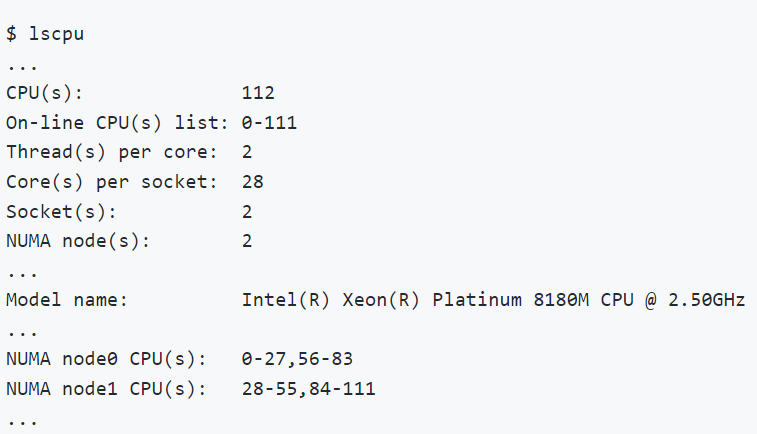 $ lscpu
...
CPU(s):                112
On-line CPU(s) list: 0-111
Thread(s) per core:  2
Core(s) per socket:  28
Socket(s):           2
NUMA node(s):        2
...
Model name:          Intel(R) Xeon(R) Platinum 8180M CPU @ 2.50GHz
...
NUMA node0 CPU(s):   0-27,56-83
NUMA node1 CPU(s):   28-55,84-111
...